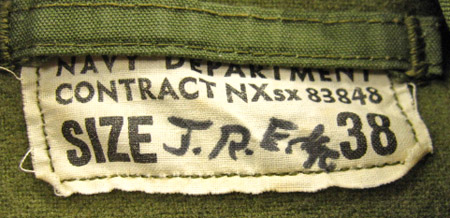 NAVY DEPARTMENT
CONTRACT NXsx 83848
SIZE J.R.E. 38